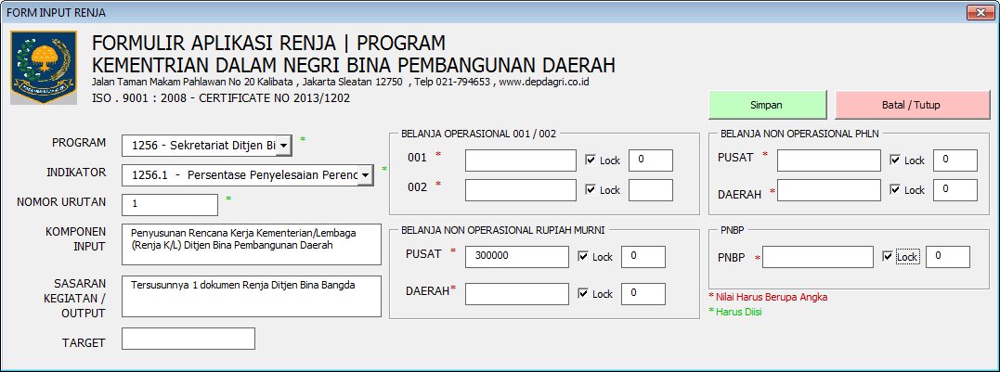 FORM INPUT RENJA
FORMULIR APLIKASI RENJA | PROGRAM
KEMENTRIAN DALAM NEGRI BINA PEMBANGUNAN DAERAH
Jalan Taman Makam Pahlawan No 20 Kalibata , Jakarta Sleatan 12750 , Telp 021-794653 , www.depdagri.co.id
ISO . 9001 : 2008 - CERTIFICATE NO 2013/1202
Simpan
Batal / Tutup
PROGRAM
1256 - Sekretariat Ditjen Bi
*
INDIKATOR
1256.1 - Persentase Penyelesaian Perenc
*
NOMOR URUTAN
1
*
KOMPONEN
INPUT
Penyusunan Rencana Kerja Kementerian/Lembaga
(Renja K/L) Ditjen Bina Pembangunan Daerah
SASARAN
KEGIATAN /
OUTPUT
Tersusunnya 1 dokumen Renja Ditjen Bina Bangda
TARGET
BELANJA OPERASIONAL 001 / 002
001 * Lock 0
002 * Lock
BELANJA NON OPERASIONAL RUPIAH MURNI
PUSAT * 300000 Lock 0
DAERAH* Lock 0
BELANJA NON OPERASIONAL PHLN
PUSAT * Lock 0
DAERAH * Lock 0
PNBP
PNBP * Lock 0
* Nilai Harus Berupa Angka
* Harus Diisi